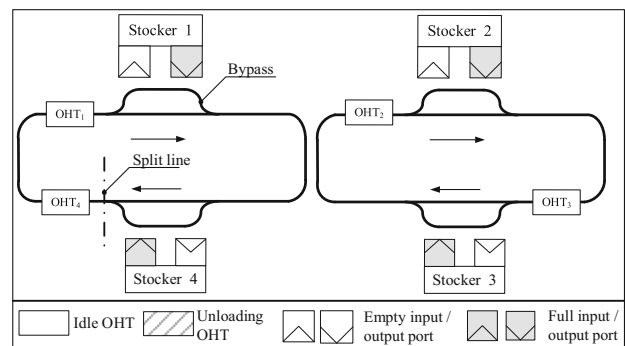 Stocker 1
Stocker 2
Bypass
OHT1
OHT2
Split line
OHT4
OHT3
Stocker 4
Stocker 3
Idle OHT
Unloading
OHT
Empty input /
output port
Full input /
output port